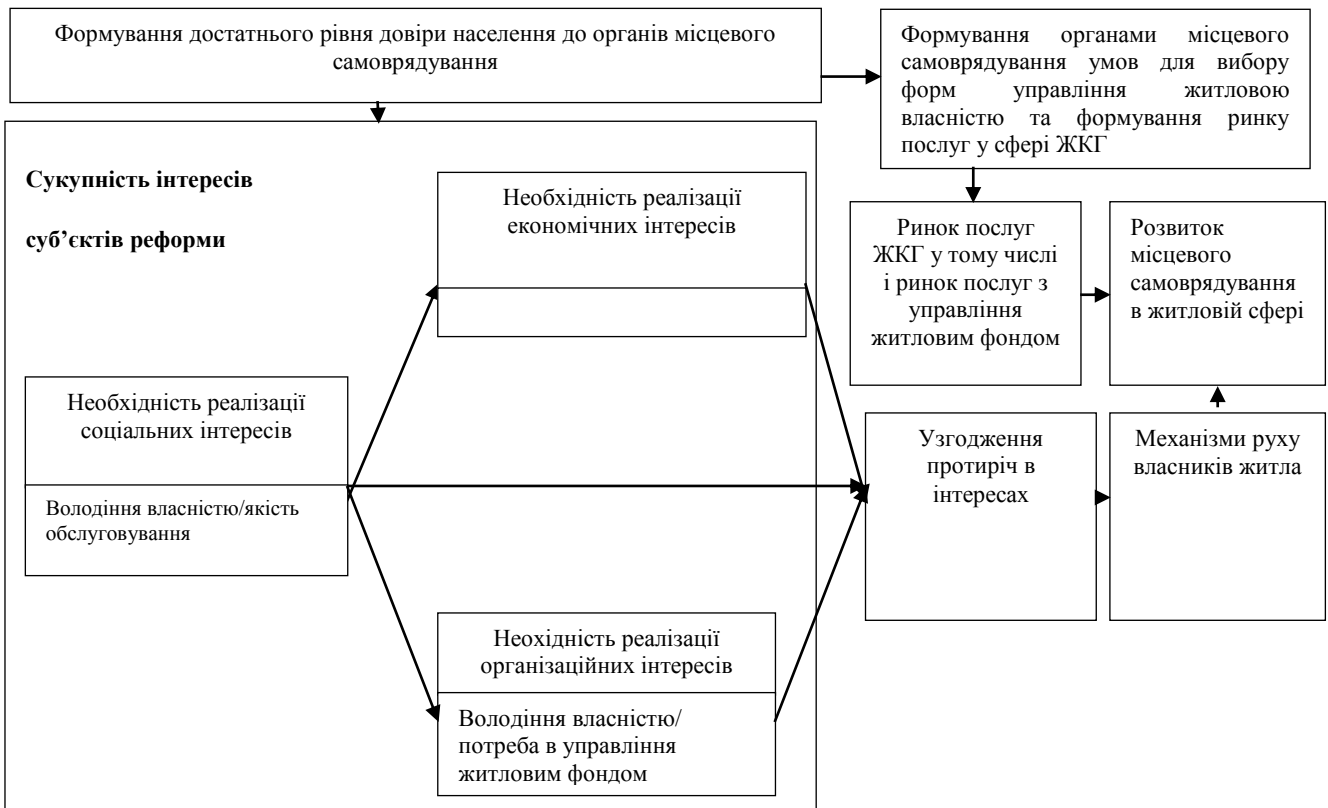 Формування достатнього рівня довіри населення до органів місцевого
самоврядування
Формування органами місцевого
самоврядування умов для вибору
форм управління житловою
власністю та формування ринку
послуг у сфері ЖКГ
Сукупність інтересів
суб’єктів реформи
Необхідність реалізації
економічних інтересів
Ринок послуг
ЖКГ у тому числі
і ринок послуг з
управління
житловим фондом
Розвиток
місцевого
самоврядування
в житловій сфері
Необхідність реалізації
соціальних інтересів
Володіння власністю/якість
обслуговування
Узгодження
протиріч в
інтересах
Механізми руху
власників житла
Неохідність реалізації
організаційних інтересів
Володіння власністю/
потреба в управління
житловим фондом